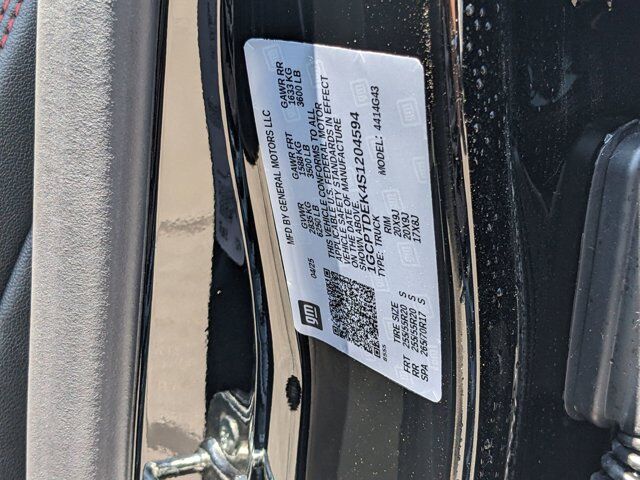 MFD BY GENERAL MOTORS LLC
04/25 GVWR GAWR FRT GAWR RR
2835 KG 1588 KG 1633 KG
6250 LB 3500 LB 3600 LB
THIS VEHICLE CONFORMS TO ALL
APPLICABLE U.S. FEDERAL MOTOR
VEHICLE SAFETY STANDARDS IN EFFECT
ON THE DATE OF MANUFACTURE
SHOWN ABOVE.
1GCPTDEK4S1204594
TYPE: TRUCK MODEL: 4414G43
gm
TIRE SIZE RIM
FRT 255/55R20 S 20X9J
RR 255/55R20 S 20X9J
SPA 265/70R17 S 17X8J